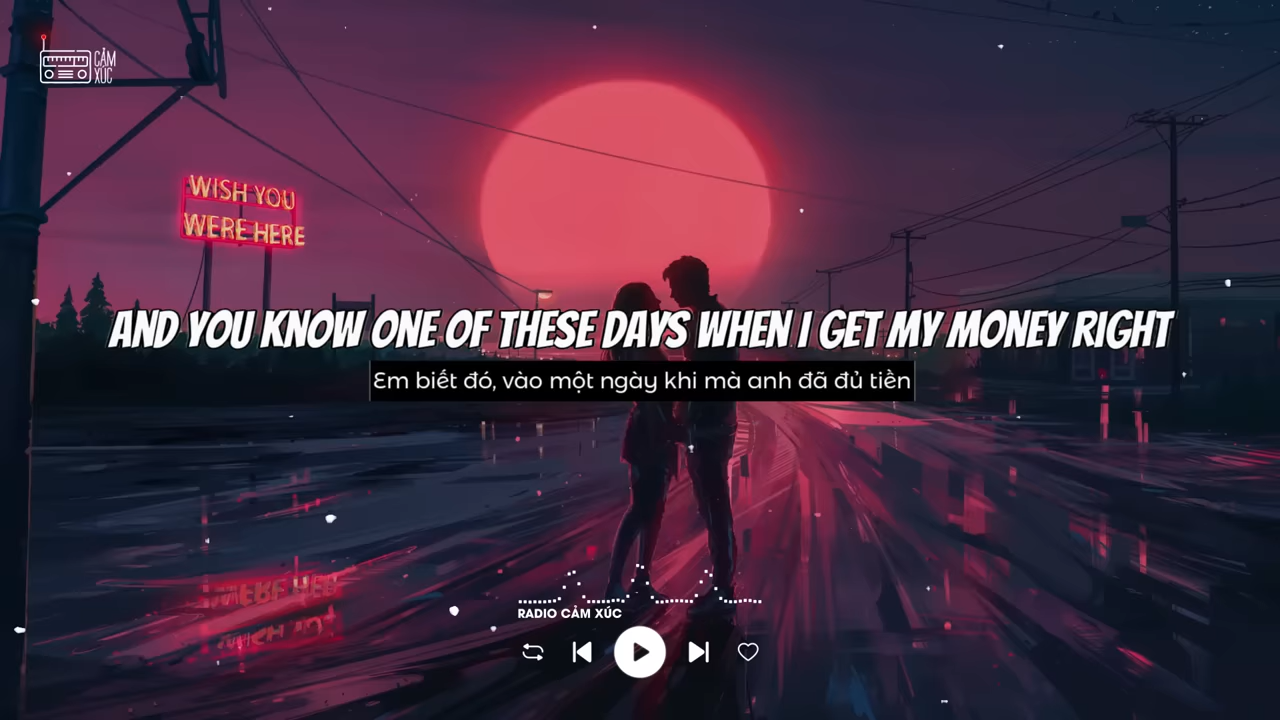 CẢM
XÚC
WISH YOU
WERE HERE
AND YOU KNOW ONE OF THESE DAYS WHEN I GET MY MONEY RIGHT
Em biết đó, vào một ngày khi mà anh đã đủ tiền
RADIO CẢM XÚC